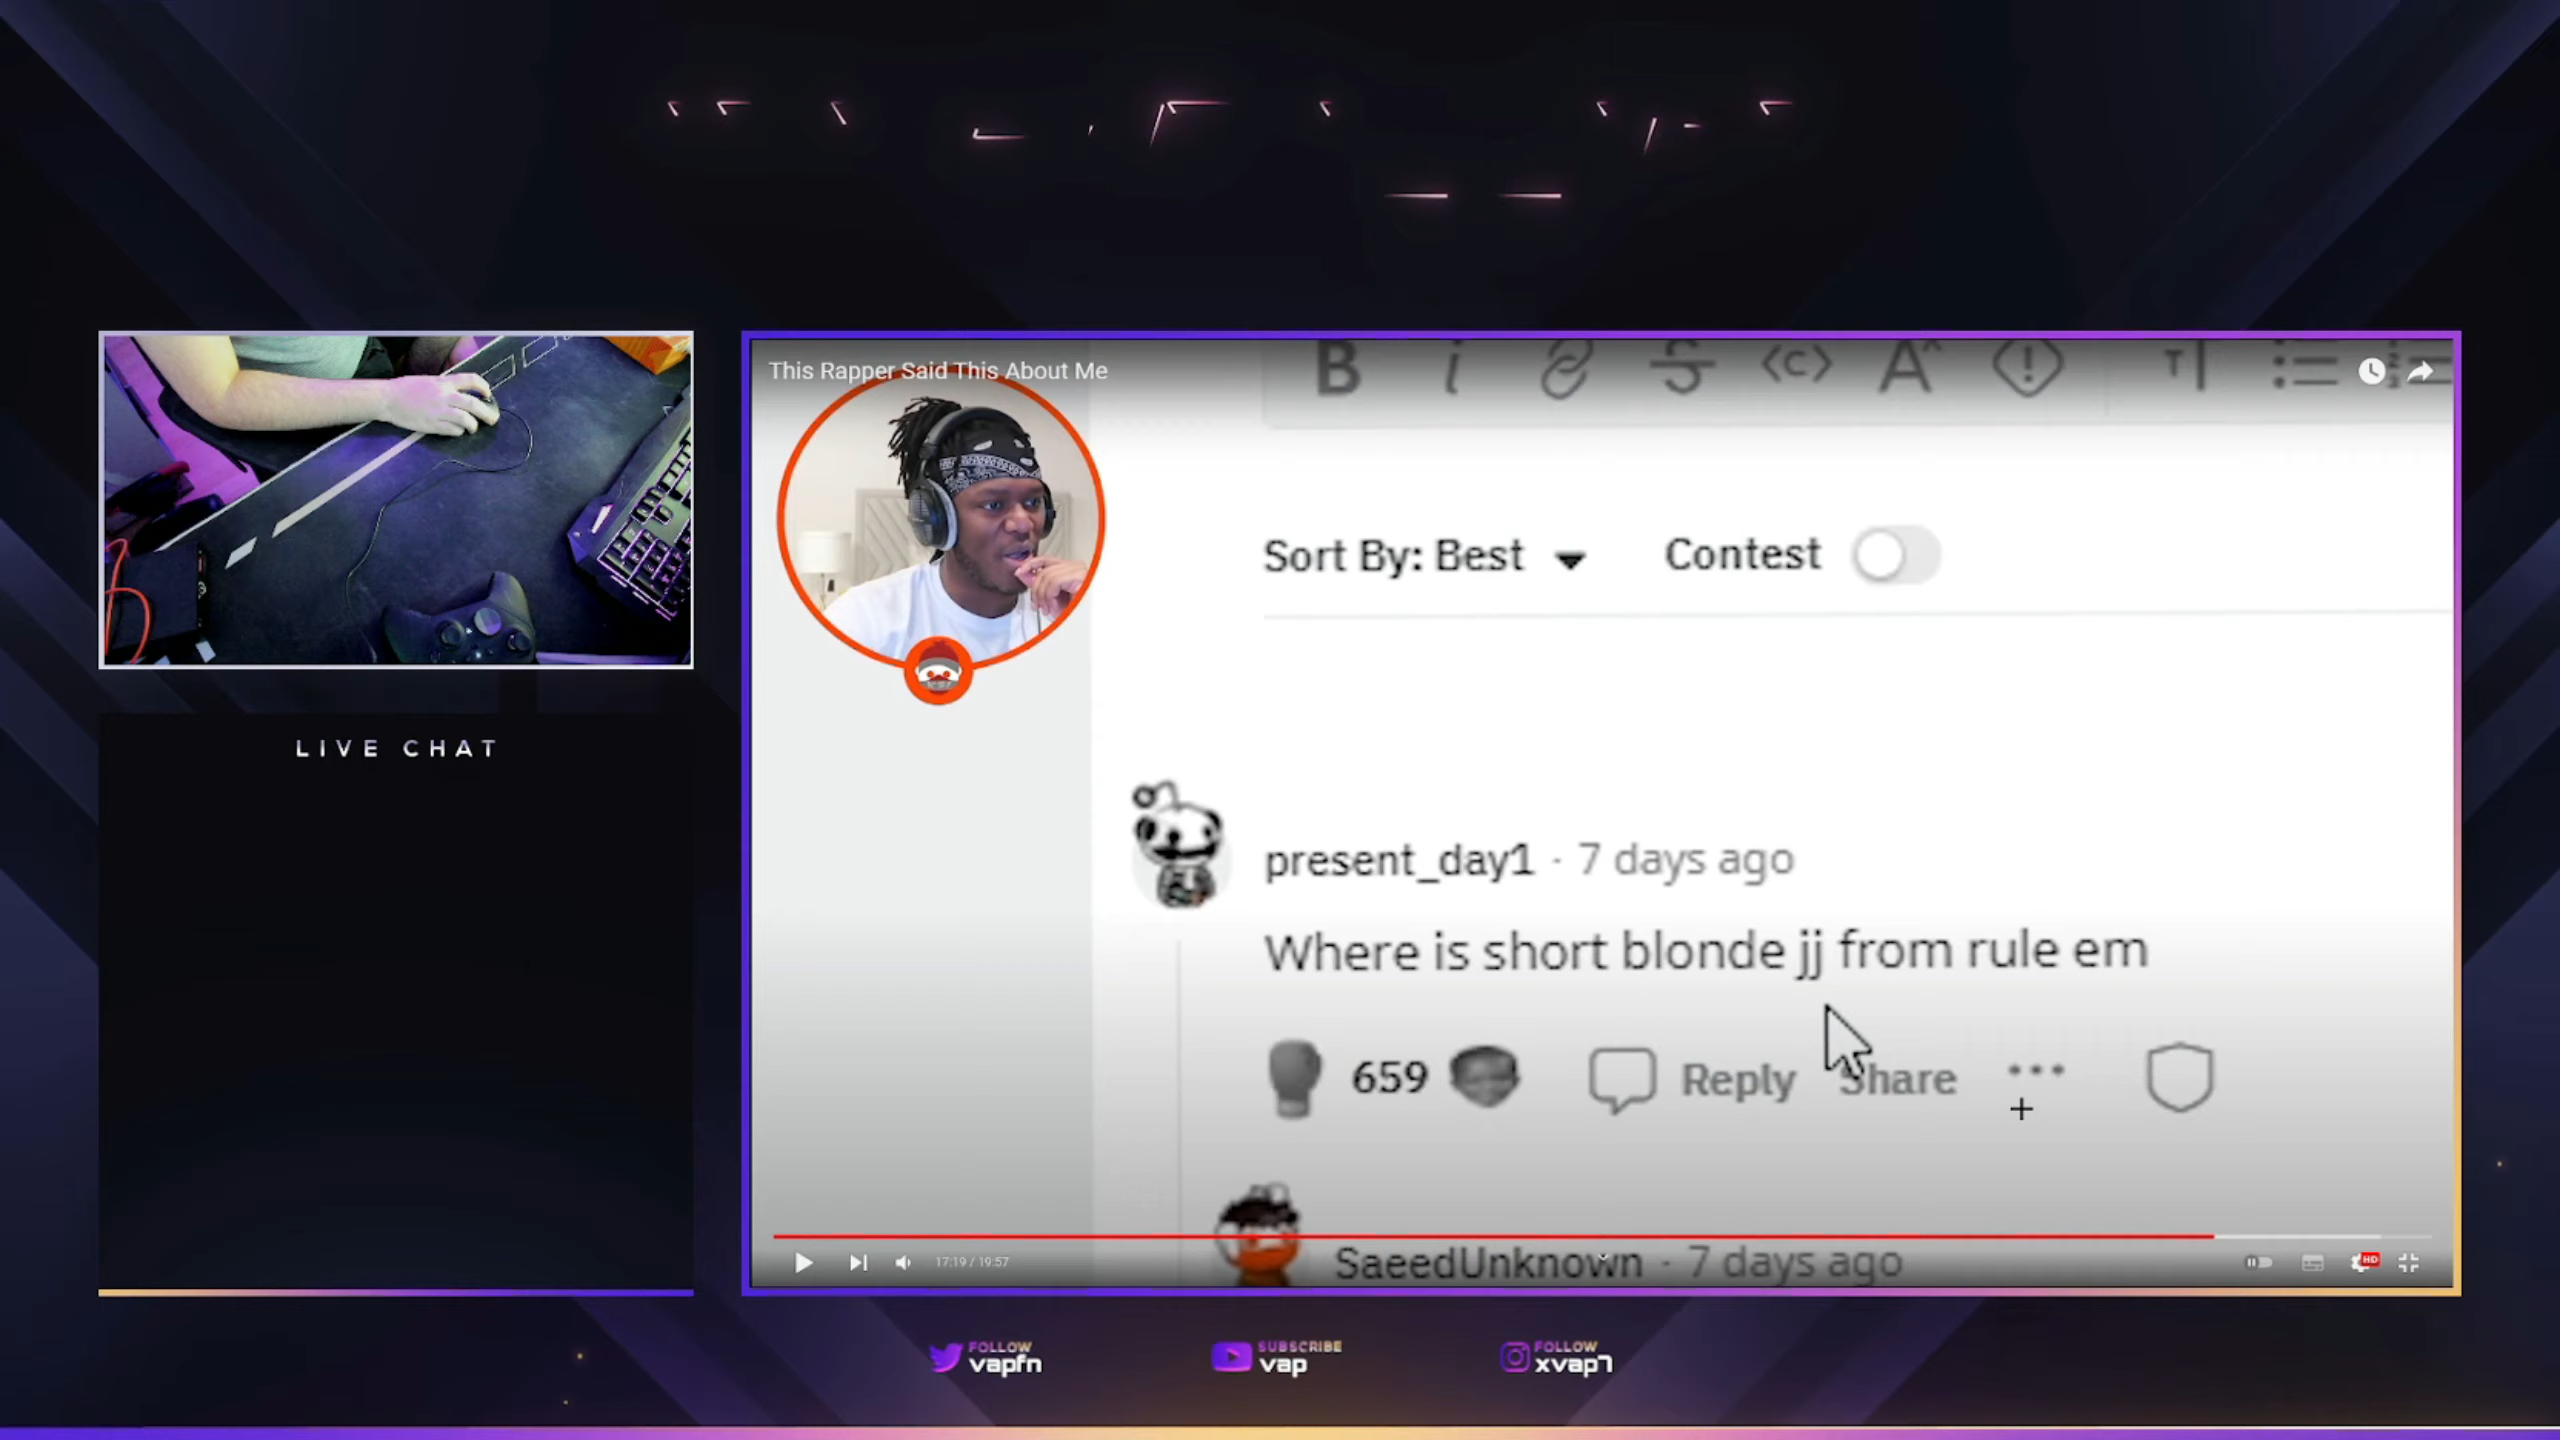 This Rapper Said This About Me
B i <c> A^ T|
Sort By: Best
Contest
present_day1 · 7 days ago
Where is short blonde jj from rule em
659
Reply
Share
SaeedUnknown · 7 days ago
17:19 / 19:57
HD
LIVE CHAT
FOLLOW
vapfn
SUBSCRIBE
vap
FOLLOW
xvap7